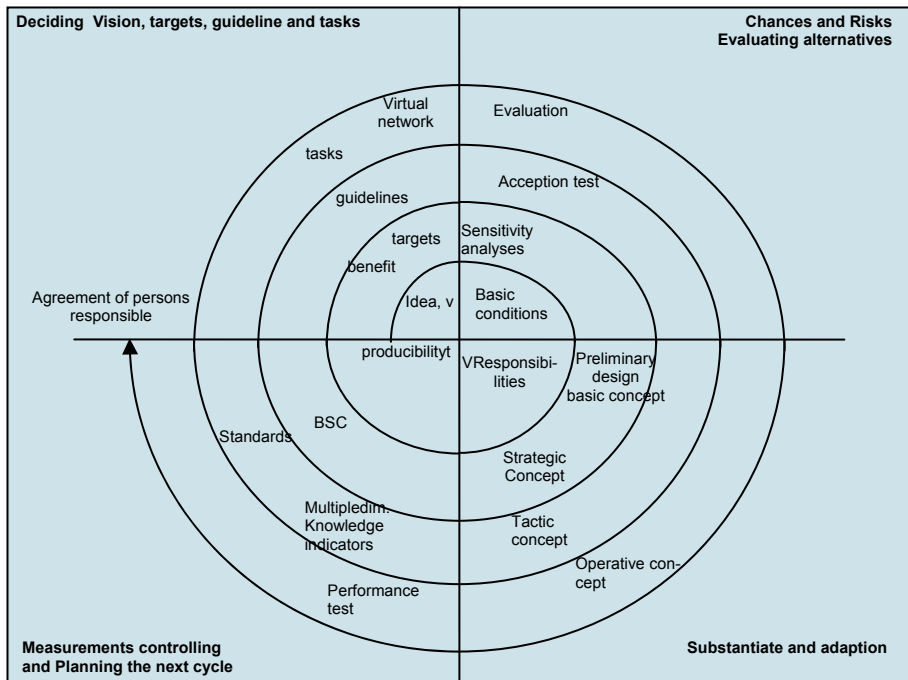 Deciding Vision, targets, guideline and tasks
Chances and Risks
Evaluating alternatives
Virtual
network
Evaluation
tasks
Acception test
guidelines
targets
Sensitivity
analyses
benefit
Idea, v
Basic
conditions
Agreement of persons
responsible
producibilityt
VResponsibi-
lities
Preliminary
design
basic concept
BSC
Standards
Strategic
Concept
Multipledim.
Knowledge
indicators
Tactic
concept
Operative con-
cept
Performance
test
Measurements controlling
and Planning the next cycle
Substantiate and adaption